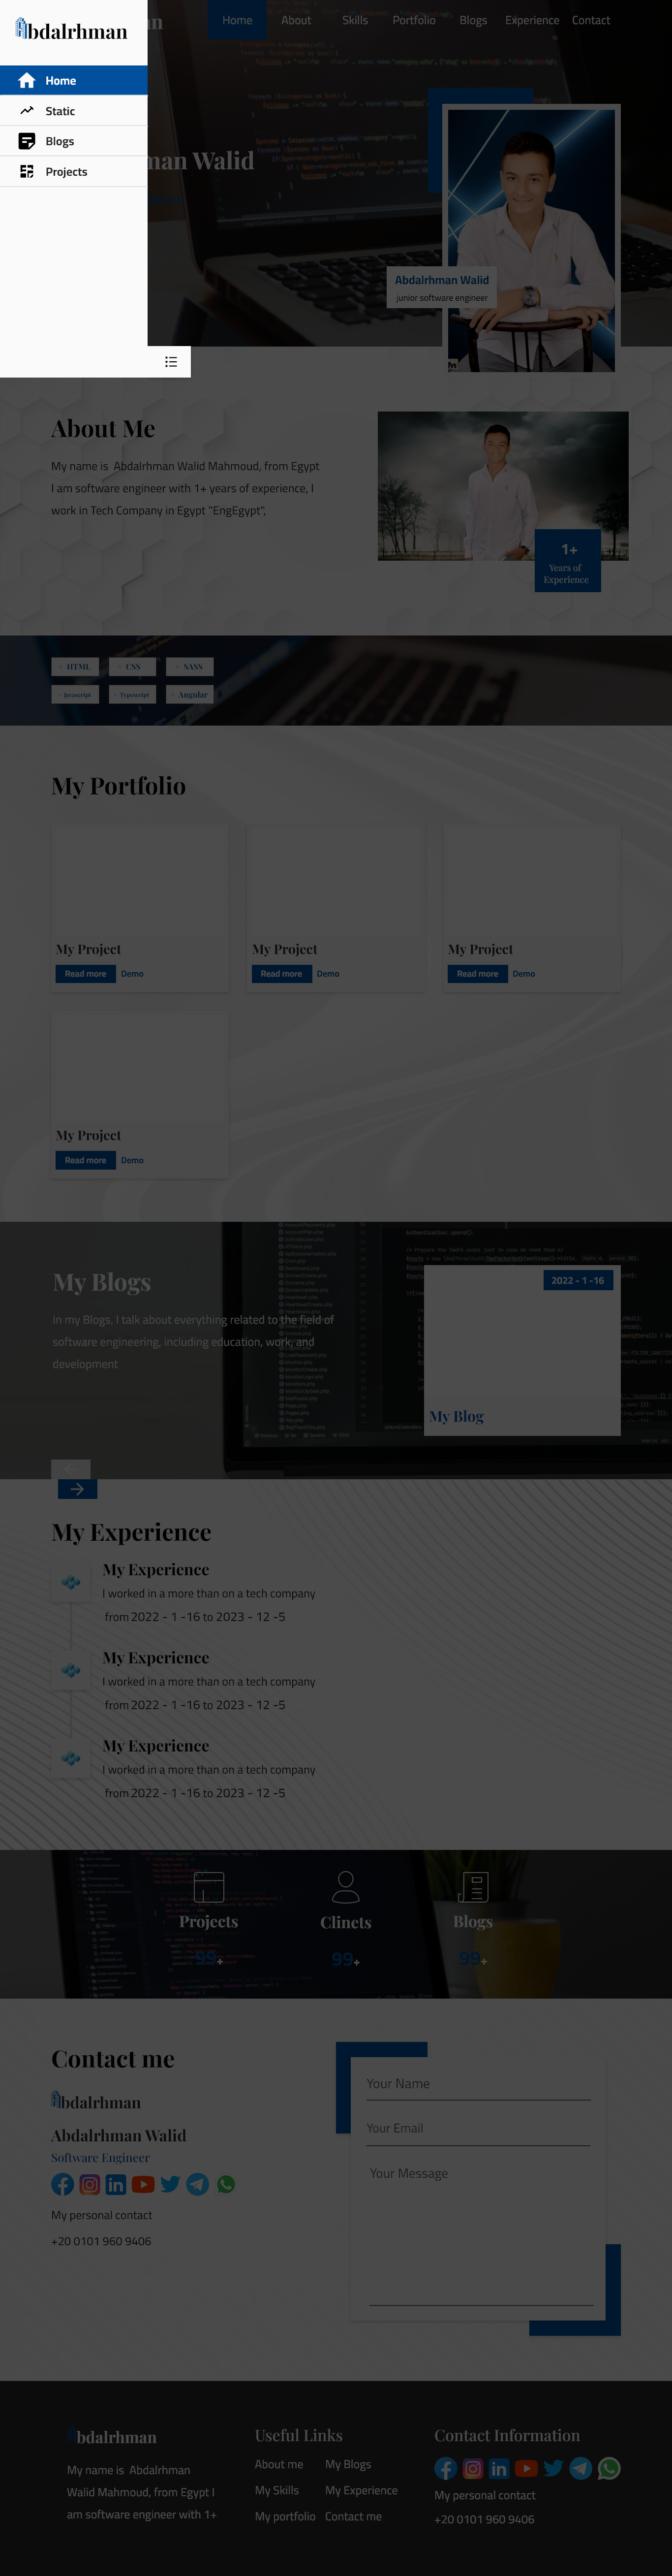 bdalrhman
Home
Static
Blogs
Projects
an
Home About Skills Portfolio Blogs Experience Contact
man Walid
Abdalrhman Walid
junior software engineer
About Me
My name is Abdalrhman Walid Mahmoud, from Egypt
I am software engineer with 1+ years of experience, I
work in Tech Company in Egypt "EngEgypt",
1+
Years of
Experience
HTML CSS SASS
Javascript Typescript Angular
My Portfolio
My Project My Project My Project
Read more Demo Read more Demo Read more Demo
My Project
Read more Demo
My Blogs
In my Blogs, I talk about everything related to the field of
software engineering, including education, work, and
development
2022 - 1 -16
My Blog
My Experience
My Experience
I worked in a more than on a tech company
from 2022 - 1 -16 to 2023 - 12 -5
My Experience
I worked in a more than on a tech company
from 2022 - 1 -16 to 2023 - 12 -5
My Experience
I worked in a more than on a tech company
from 2022 - 1 -16 to 2023 - 12 -5
Projects Clinets Blogs
99+ 99+ 99+
Contact me
bdalrhman
Abdalrhman Walid
Software Engineer
My personal contact
+20 0101 960 9406
Your Name
Your Email
Your Message
bdalrhman
My name is Abdalrhman
Walid Mahmoud, from Egypt I
am software engineer with 1+
Useful Links
About me My Blogs
My Skills My Experience
My portfolio Contact me
Contact Information
My personal contact
+20 0101 960 9406